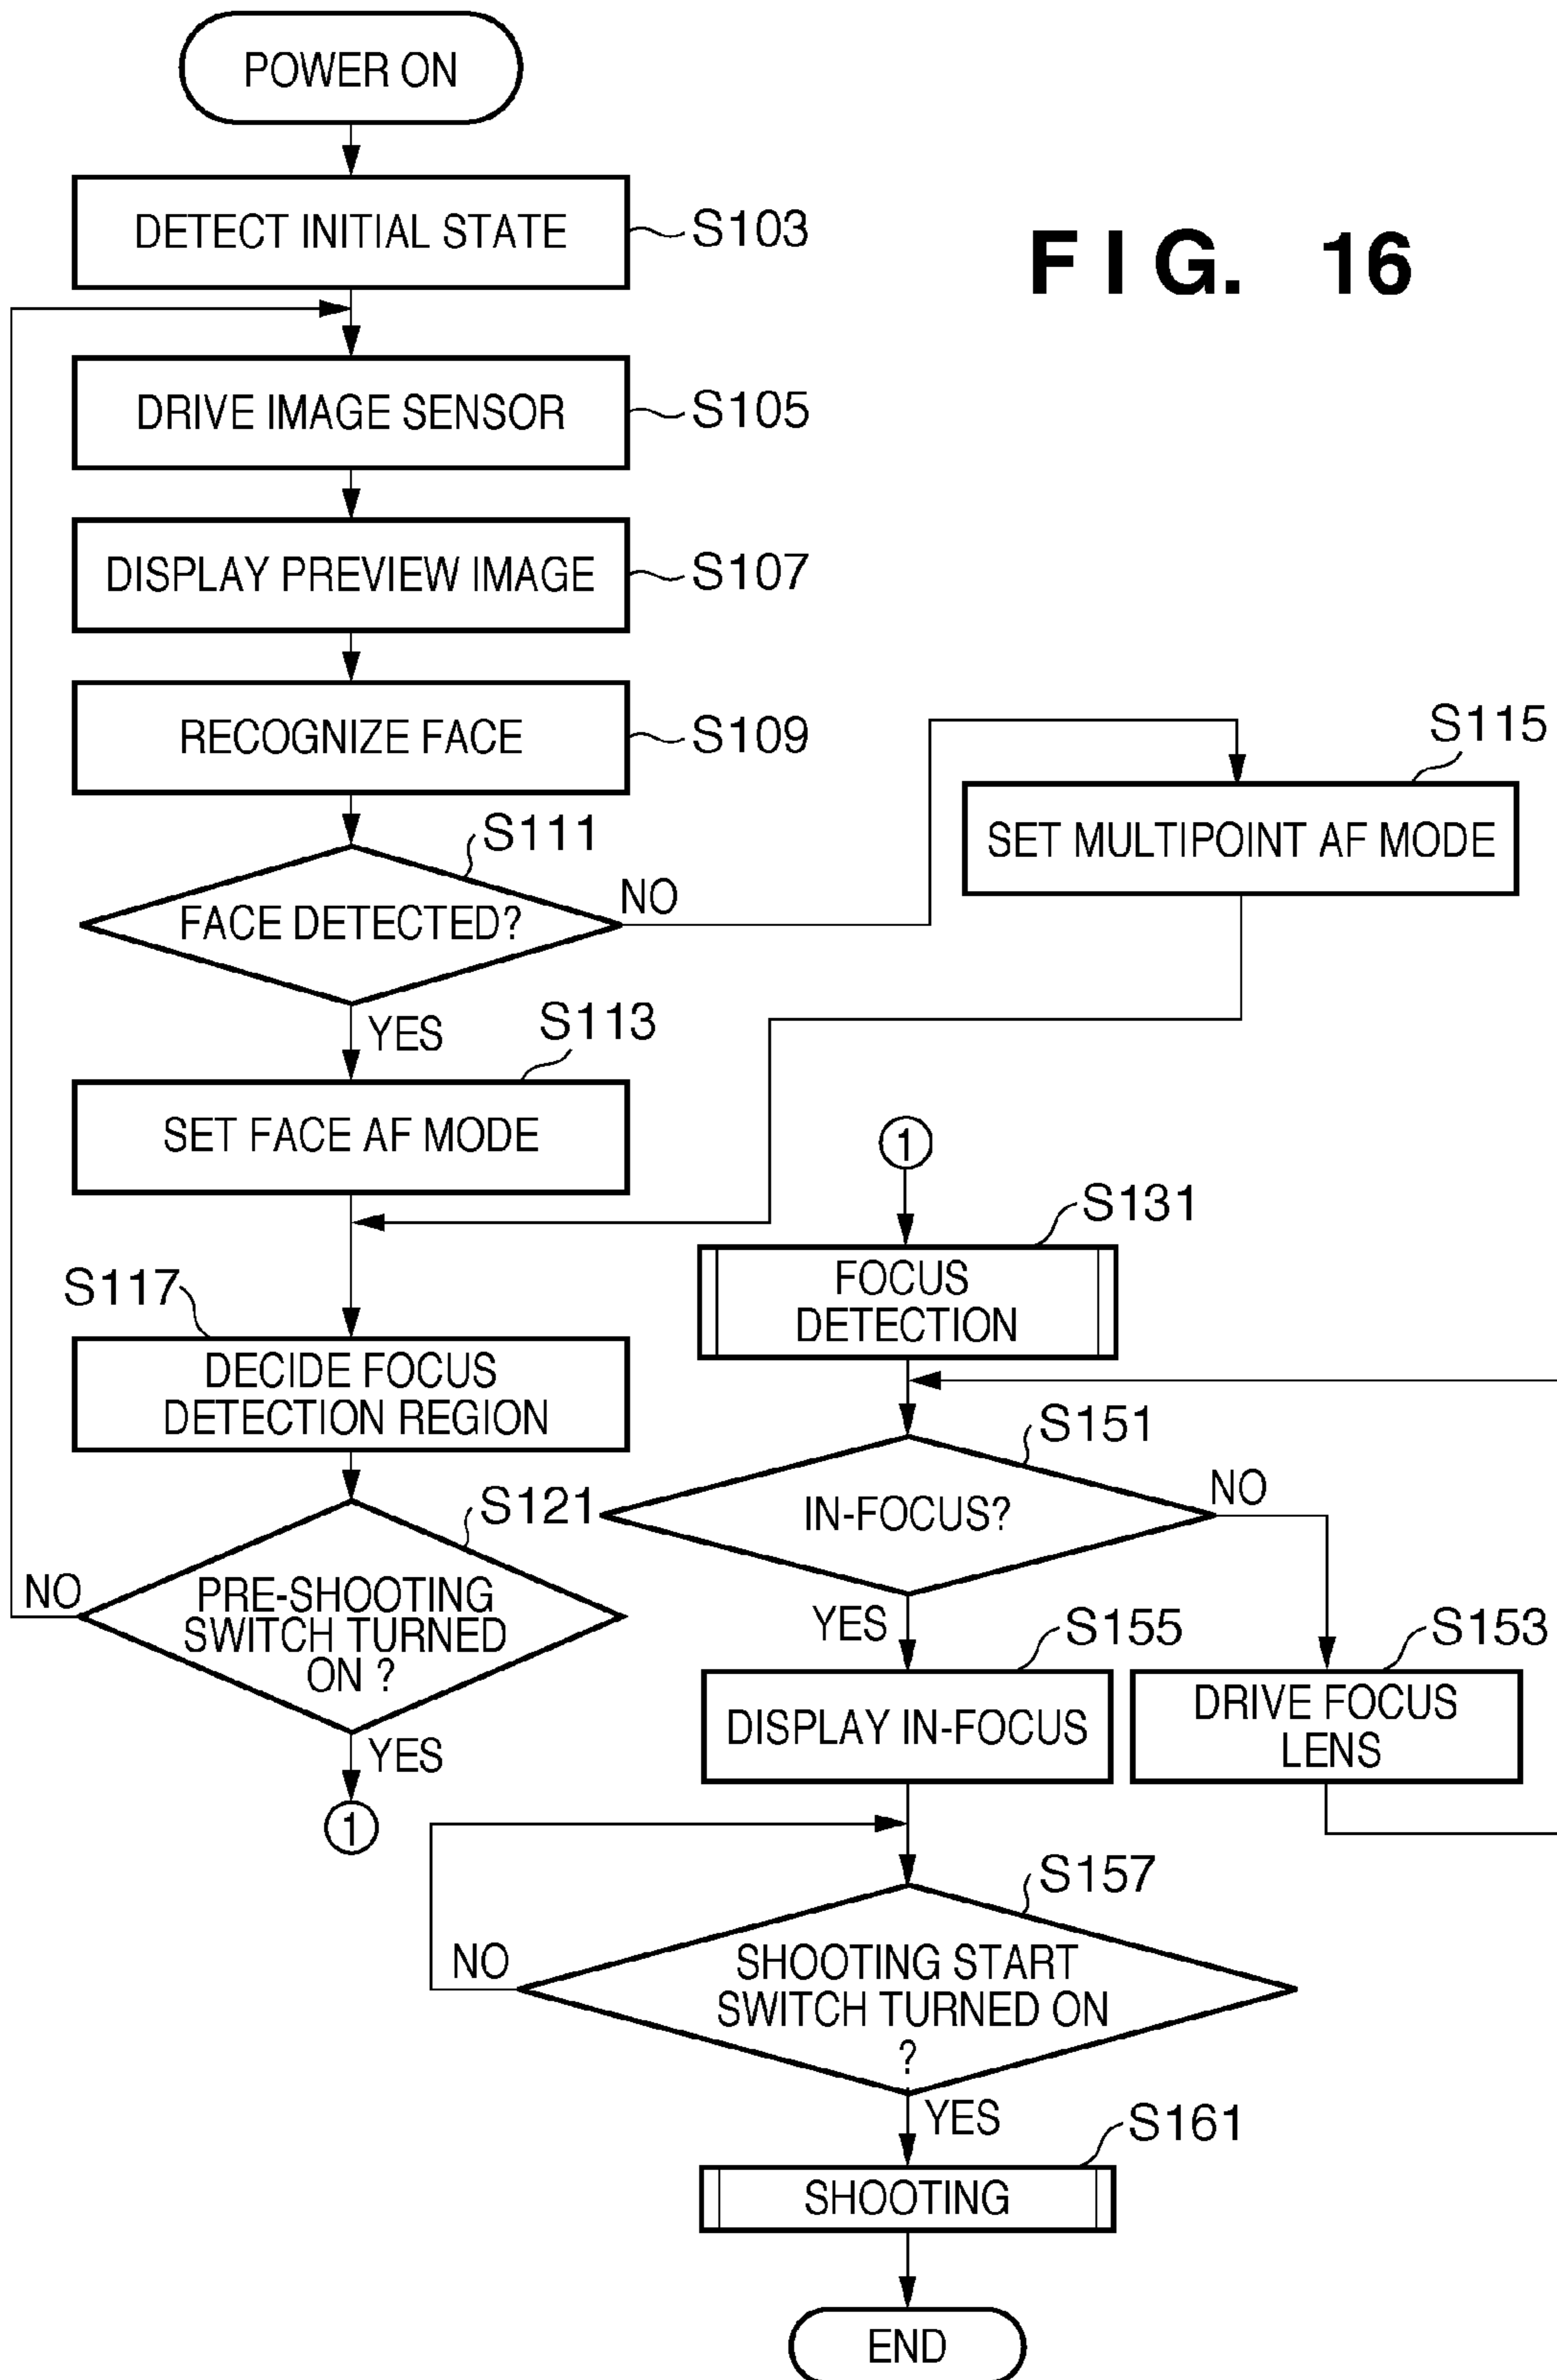 POWER ON
FIG. 16
DETECT INITIAL STATE
S103
DRIVE IMAGE SENSOR
S105
DISPLAY PREVIEW IMAGE
S107
RECOGNIZE FACE
S109
S111
FACE DETECTED?
NO
S115
SET MULTIPOINT AF MODE
YES
S113
SET FACE AF MODE
S117
DECIDE FOCUS
DETECTION REGION
S121
PRE-SHOOTING
SWITCH TURNED
ON ?
NO
YES
1
1
S131
FOCUS
DETECTION
S151
IN-FOCUS?
NO
YES
S155
DISPLAY IN-FOCUS
S153
DRIVE FOCUS
LENS
S157
SHOOTING START
SWITCH TURNED ON
?
NO
YES
S161
SHOOTING
END